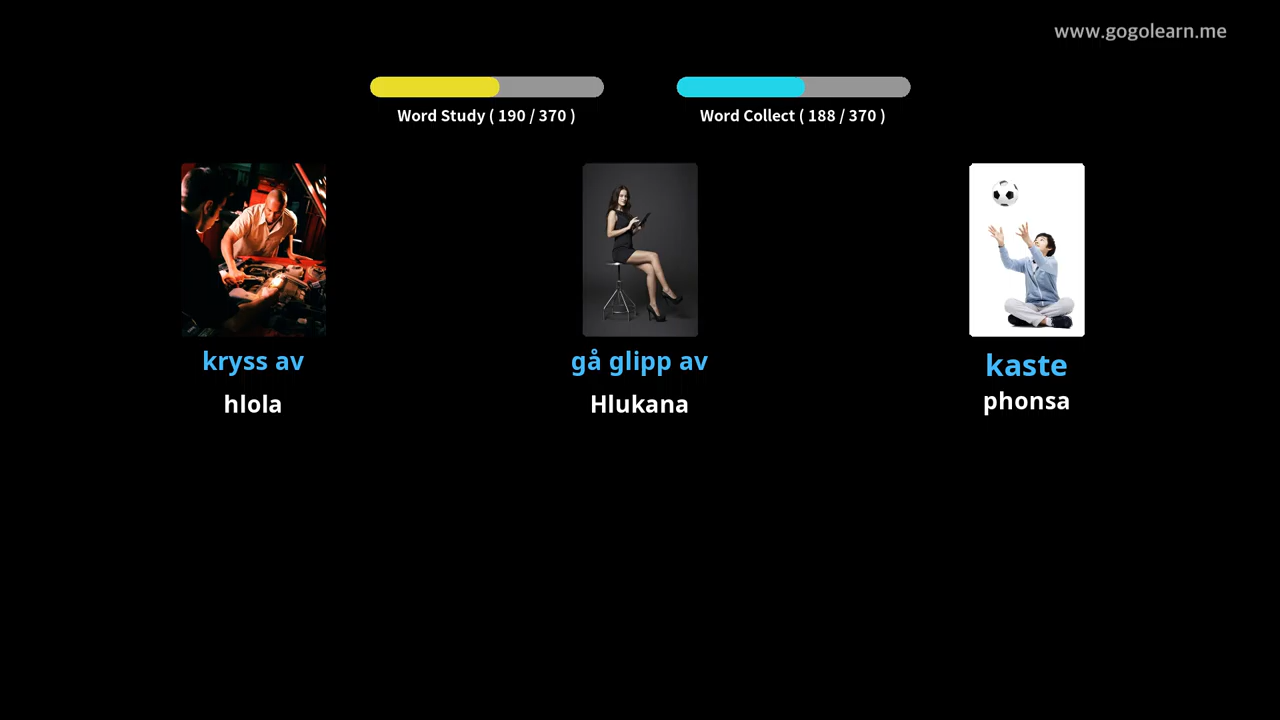 www.gogolearn.me
Word Study ( 190 / 370 )
Word Collect ( 188 / 370 )
kryss av
hlola
gå glipp av
Hlukana
kaste
phonsa